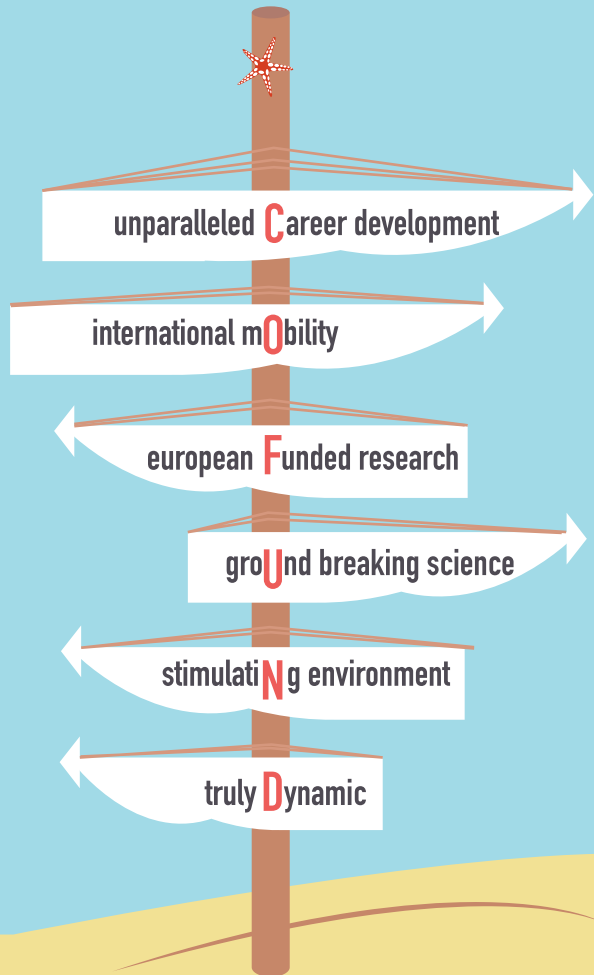 unparalleled Career development
international mObility
european Funded research
groUnd breaking science
stimulatiNg environment
truly Dynamic